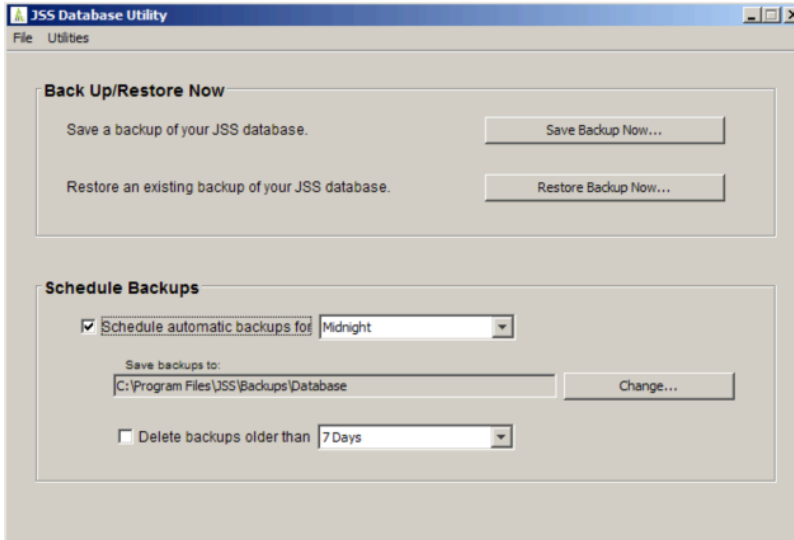 JSS Database Utility
File Utilities
Back Up/Restore Now
Save a backup of your JSS database.
Save Backup Now...
Restore an existing backup of your JSS database.
Restore Backup Now...
Schedule Backups
Schedule automatic backups for
Midnight
Save backups to:
C:\Program Files\JSS\Backups\Database
Change...
Delete backups older than
7 Days